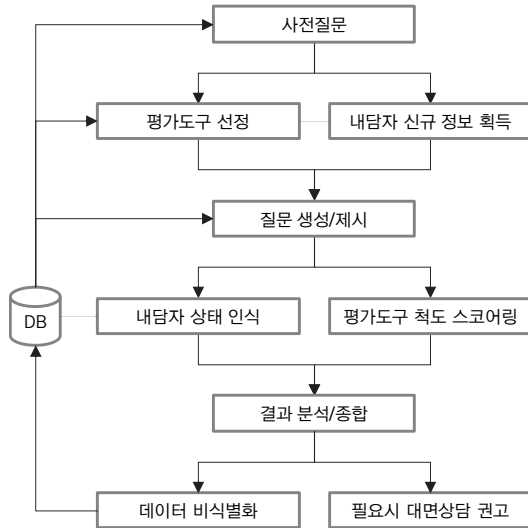 사전질문
평가도구 선정
내담자 신규 정보 획득
질문 생성/제시
DB
내담자 상태 인식
평가도구 척도 스코어링
결과 분석/종합
데이터 비식별화
필요시 대면상담 권고